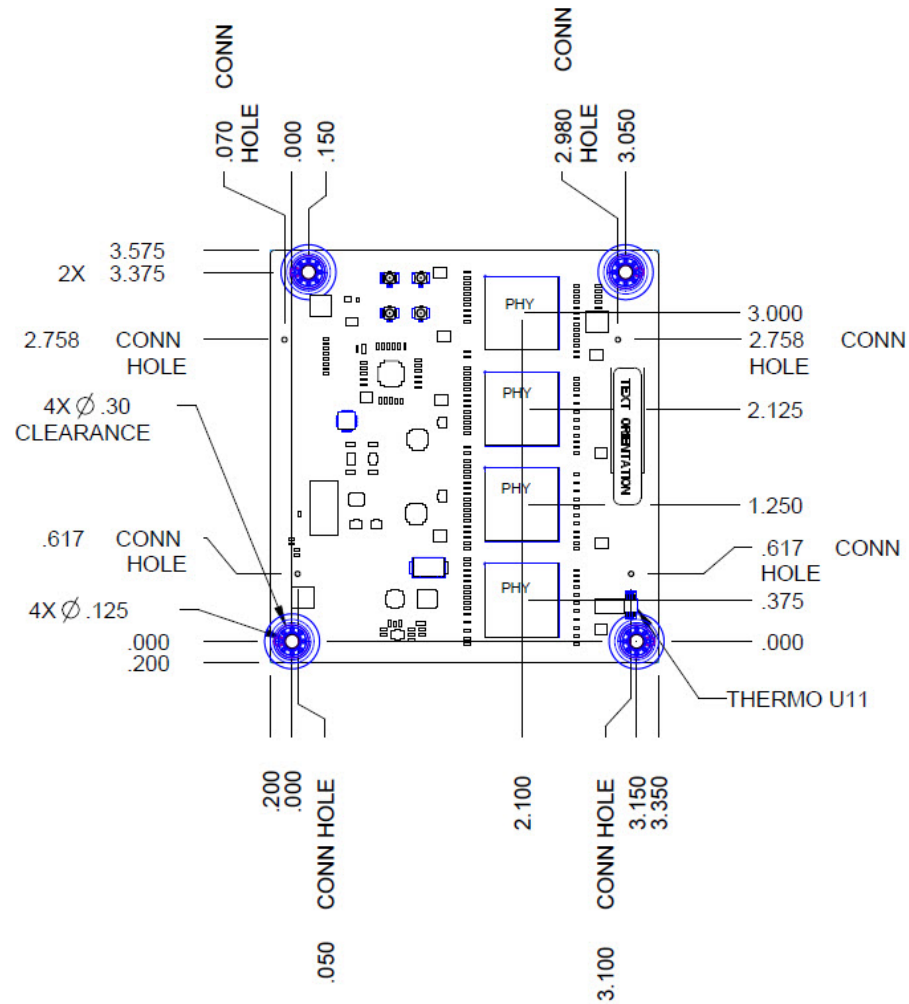 CONN
HOLE
.070
.000
.150
CONN
HOLE
2.980
3.050
3.575
2X 3.375
2.758 CONN
HOLE
4X Ø .30
CLEARANCE
.617 CONN
HOLE
4X Ø .125
.000
.200
PHY
PHY
PHY
PHY
TEXT ORIENTATION
3.000
2.758 CONN
HOLE
2.125
1.250
.617 CONN
HOLE
.375
.000
THERMO U11
.200
.000
.050 CONN HOLE
2.100
3.100 CONN HOLE
3.150
3.350